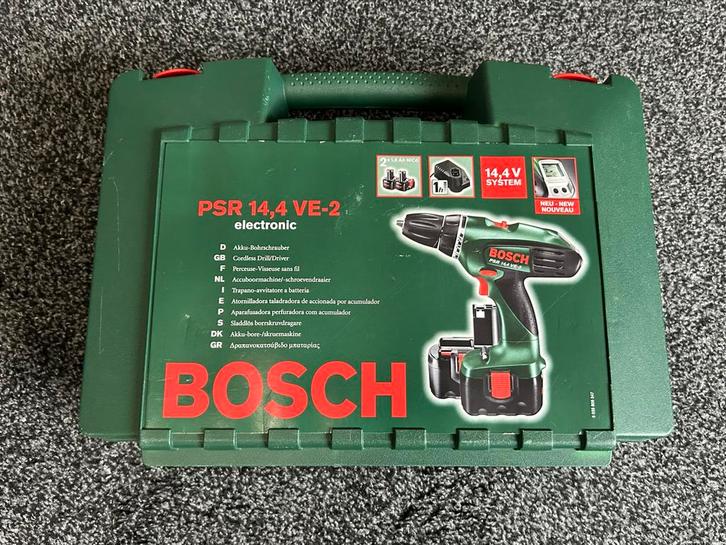 2 x 1,5 Ah NiCd
1h
14,4 V
SYSTEM
NEU - NEW
NOUVEAU
PSR 14,4 VE-2
electronic
D Akku-Bohrschrauber
GB Cordless Drill/Driver
F Perceuse-Visseuse sans fil
NL Accuboormachine/-schroevendraaier
I Trapano-avvitatore a batteria
E Atornilladora taladradora de accionada por acumulador
P Aparafusadora perfuradora com acumulador
S Sladdlös borrskruvdragare
DK Akku-bore-/skruemaskine
GR Δραπανοκατσάβιδο μπαταρίας
BOSCH
PSR 14,4 VE-2
BOSCH